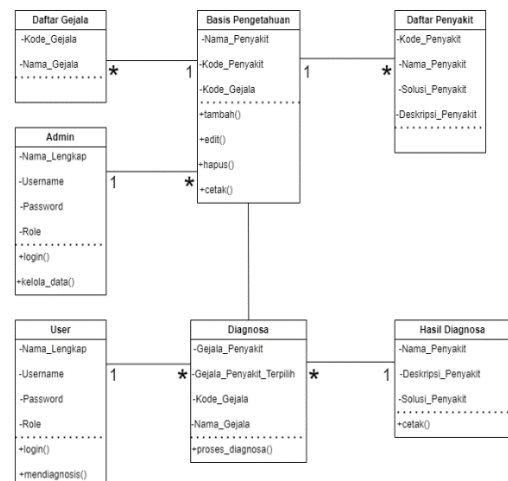 Daftar Gejala
-Kode_Gejala
-Nama_Gejala
*
1
Basis Pengetahuan
-Nama_Penyakit
-Kode_Penyakit
-Kode_Gejala
+tambah()
+edit()
+hapus()
+cetak()
1
*
Daftar Penyakit
-Kode_Penyakit
-Nama_Penyakit
-Solusi_Penyakit
-Deskripsi_Penyakit
Admin
-Nama_Lengkap
-Username
-Password
-Role
+login()
+kelola_data()
1
*
User
-Nama_Lengkap
-Username
-Password
-Role
+login()
+mendiagnosis()
1
*
Diagnosa
-Gejala_Penyakit
-Gejala_Penyakit_Terpilih
-Kode_Gejala
-Nama_Gejala
+proses_diagnosa()
*
1
Hasil Diagnosa
-Nama_Penyakit
-Deskripsi_Penyakit
-Solusi_Penyakit
+cetak()